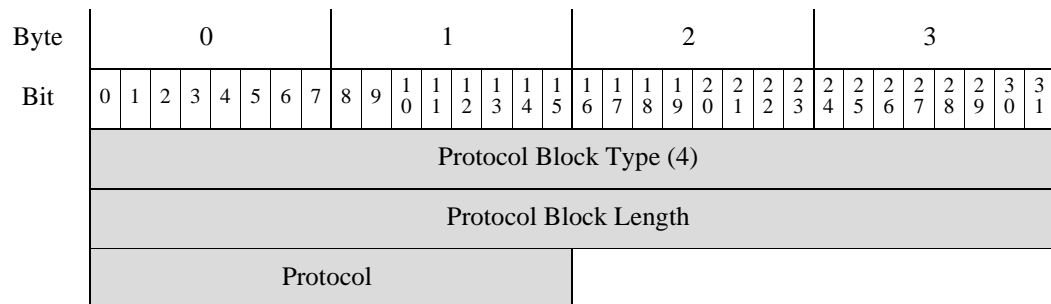 Byte 0 1 2 3
Bit 0 1 2 3 4 5 6 7 8 9 10 11 12 13 14 15 16 17 18 19 20 21 22 23 24 25 26 27 28 29 30 31
Protocol Block Type (4)
Protocol Block Length
Protocol